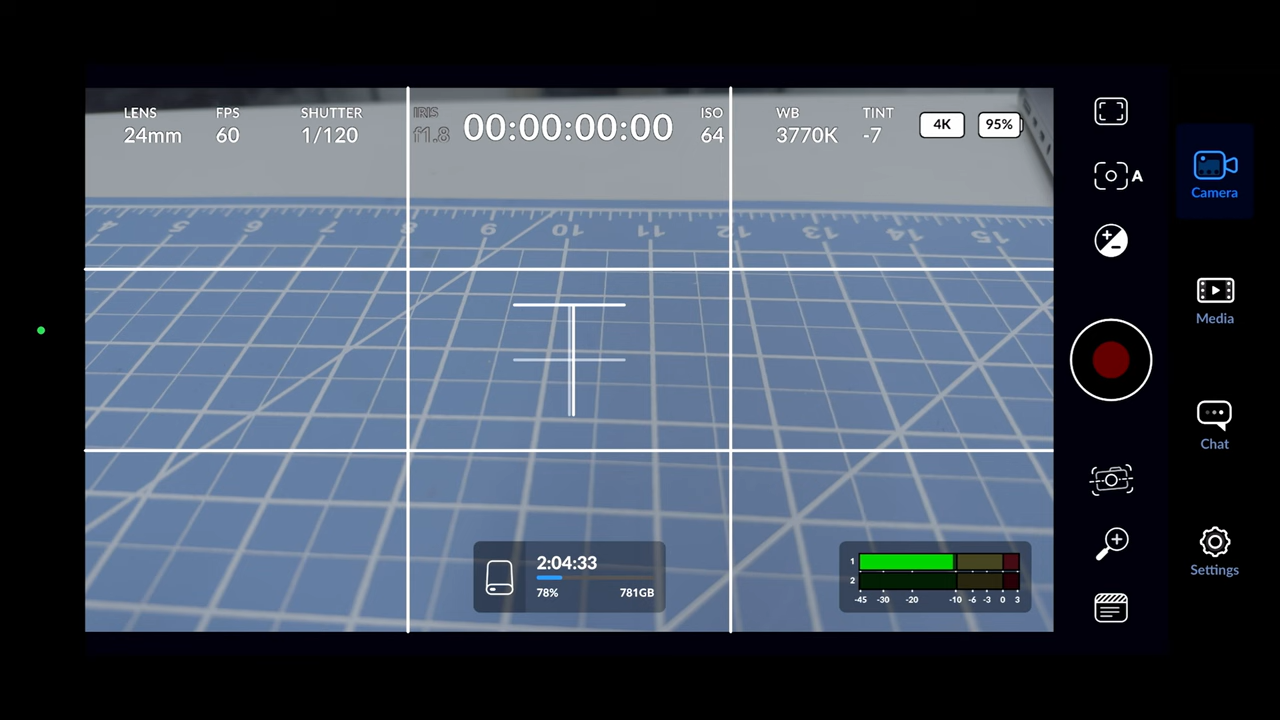 LENS FPS SHUTTER IRIS 00:00:00:00 ISO WB TINT 4K 95%
24mm 60 1/120 f1.8 64 3770K -7
A
Camera
4 5 6 7 8 9 10 11 12 13 14 15
Media
Chat
2:04:33
78% 781GB
1
2
-45 -30 -20 -10 -6 -3 0 3
Settings